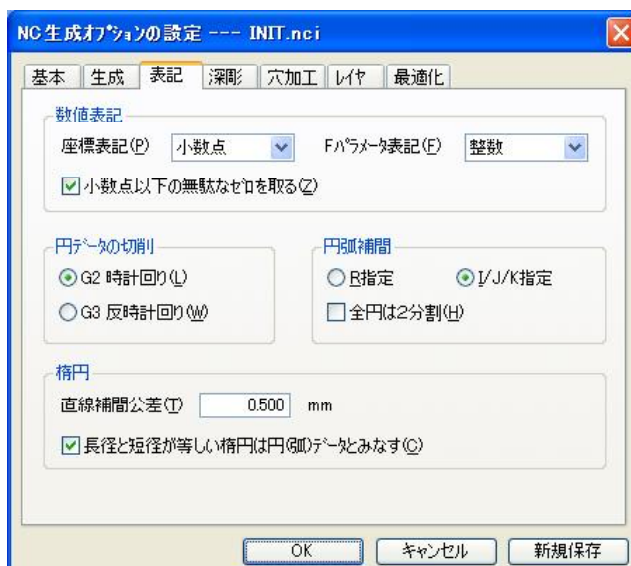 NC生成ｵﾌﾟｼｮﾝの設定 --- INIT.nci
基本 生成 表記 深彫 穴加工 ﾚｲﾔ 最適化
数値表記
座標表記(P) 小数点 Fﾊﾟﾗﾒｰﾀ表記(F) 整数
小数点以下の無駄なｾﾞﾛを取る(Z)
円ﾃﾞｰﾀの切削 円弧補間
G2 時計回り(L) R指定 I/J/K指定
G3 反時計回り(W) 全円は2分割(H)
楕円
直線補間公差(T) 0.500 mm
長径と短径が等しい楕円は円(弧)ﾃﾞｰﾀとみなす(C)
OK キャンセル 新規保存